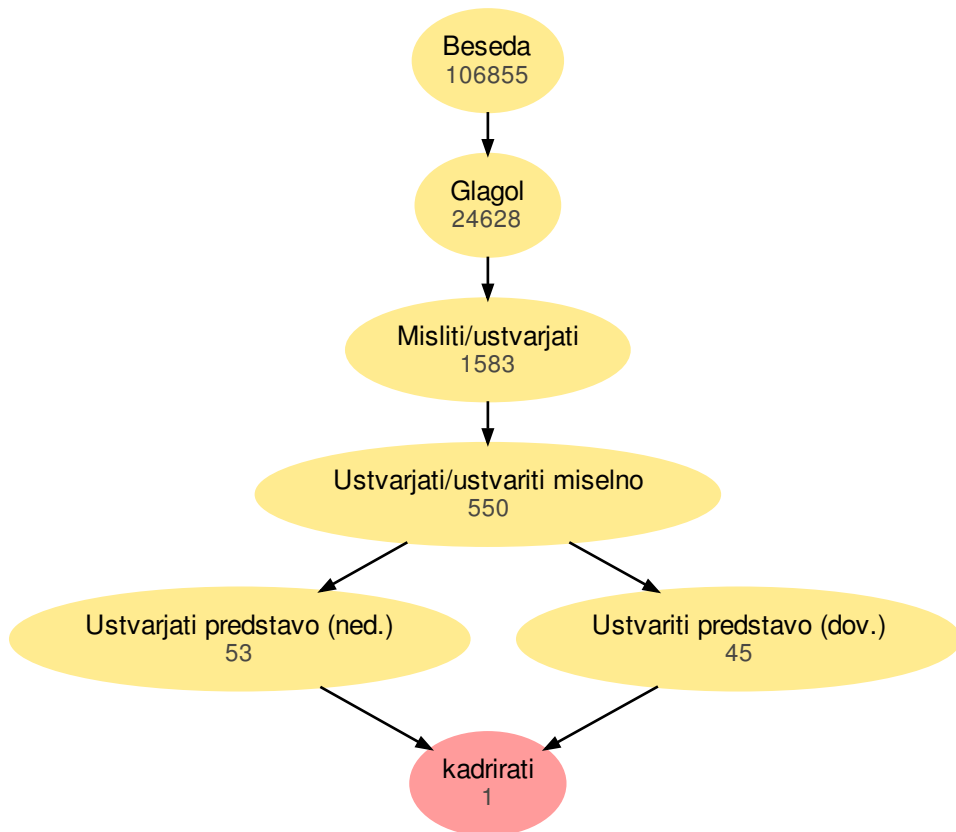 Beseda
106855
Glagol
24628
Misliti/ustvarjati
1583
Ustvarjati/ustvariti miselno
550
Ustvarjati predstavo (ned.)
53
Ustvariti predstavo (dov.)
45
kadrirati
1